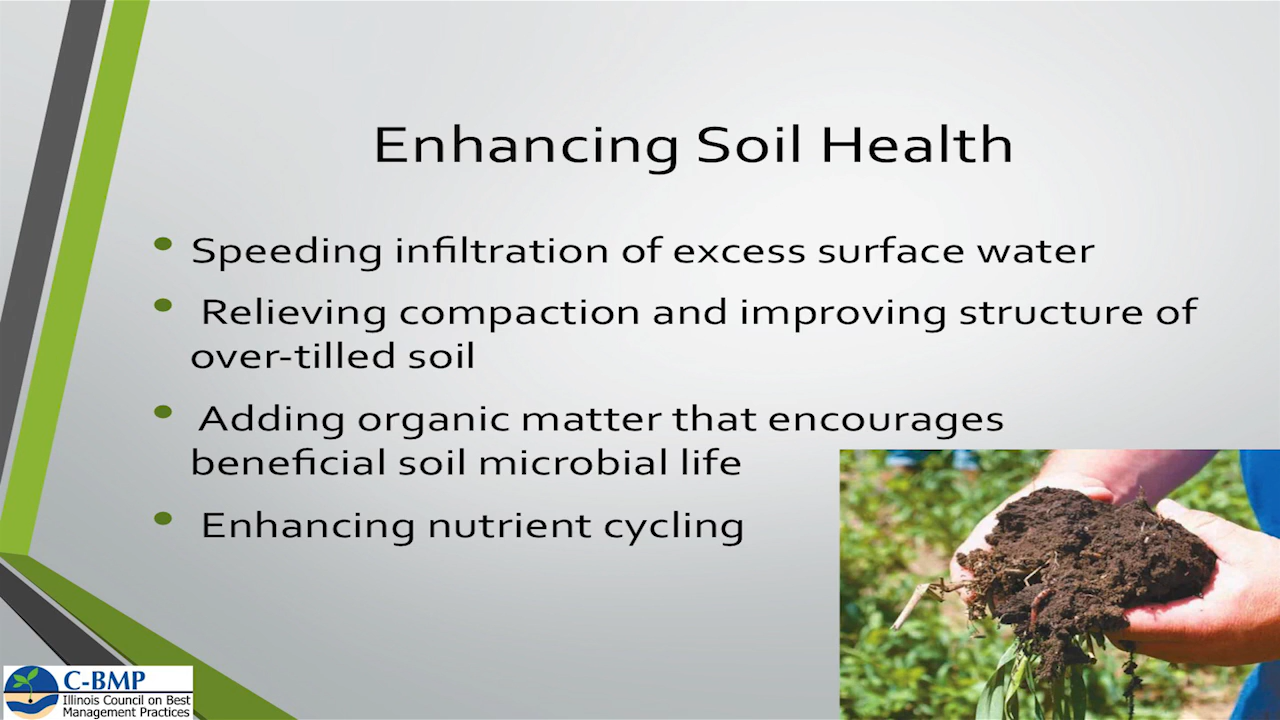 Enhancing Soil Health
• Speeding infiltration of excess surface water
• Relieving compaction and improving structure of
over-tilled soil
• Adding organic matter that encourages
beneficial soil microbial life
• Enhancing nutrient cycling
C-BMP
Illinois Council on Best
Management Practices